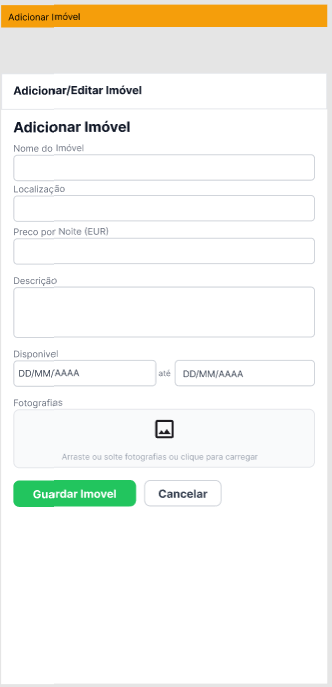 Adicionar Imóvel
Adicionar/Editar Imóvel
Adicionar Imóvel
Nome do Imóvel
Localização
Preco por Noite (EUR)
Descrição
Disponivel
DD/MM/AAAA até DD/MM/AAAA
Fotografias
Arraste ou solte fotografias ou clique para carregar
Guardar Imovel Cancelar